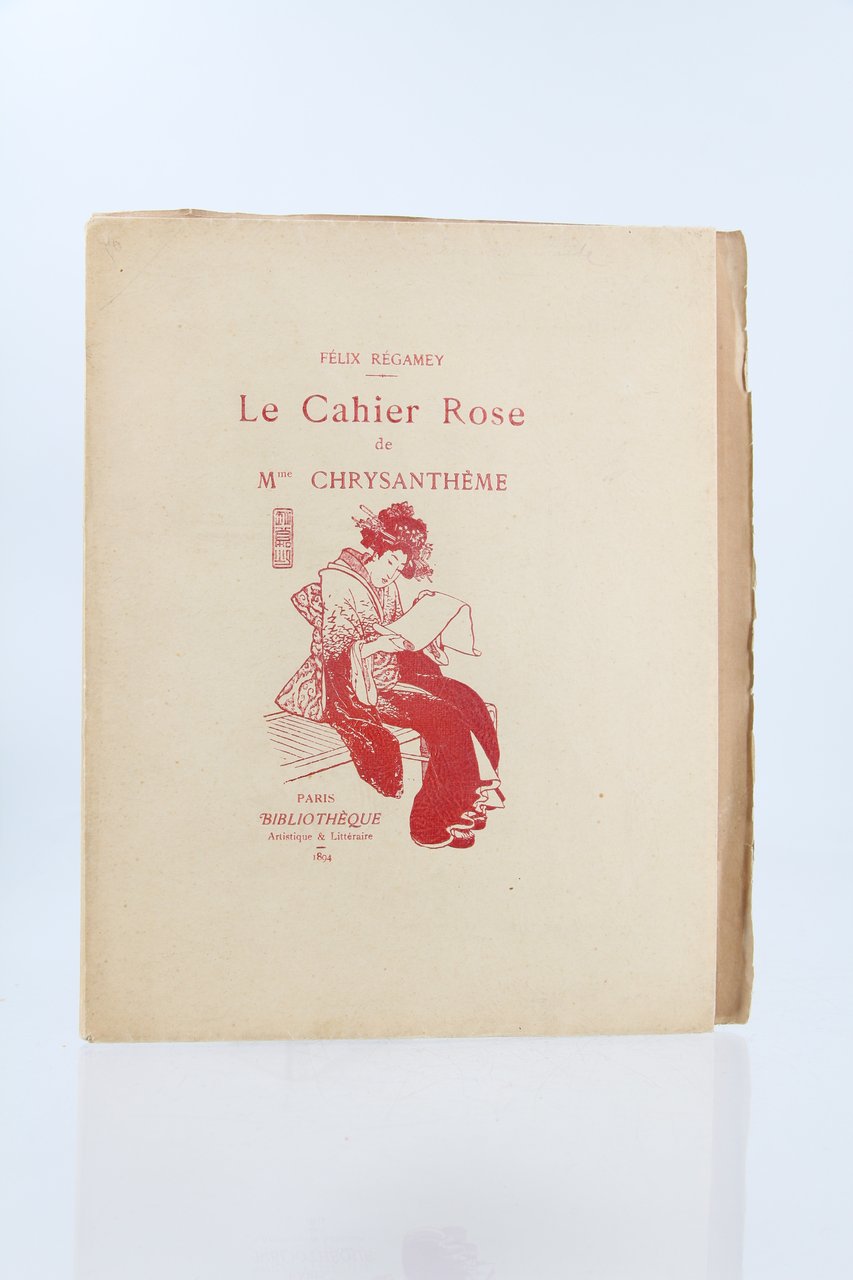 FÉLIX RÉGAMEY
Le Cahier Rose
de
Mme CHRYSANTHÈME
PARIS
BIBLIOTHÈQUE
Artistique & Littéraire
1894